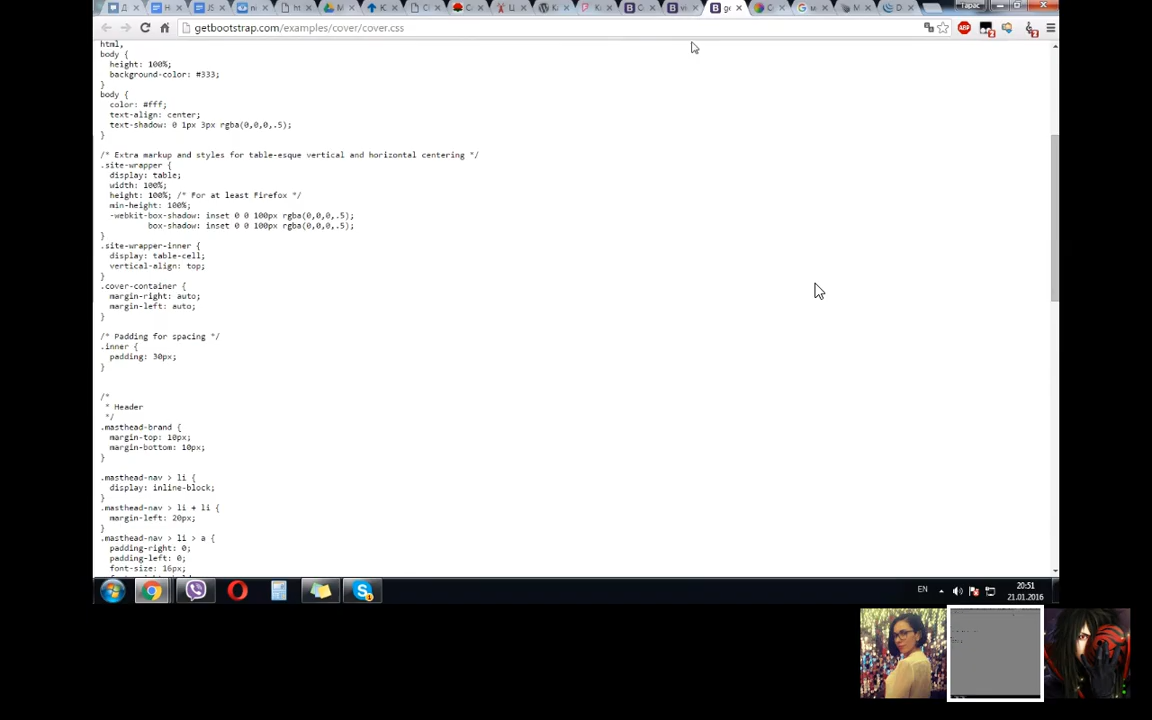 Tapac
getbootstrap.com/examples/cover/cover.css
html,
body {
height: 100%;
background-color: #333;
}
body {
color: #fff;
text-align: center;
text-shadow: 0 1px 3px rgba(0,0,0,.5);
}
/* Extra markup and styles for table-esque vertical and horizontal centering */
.site-wrapper {
display: table;
width: 100%;
height: 100%; /* For at least Firefox */
min-height: 100%;
-webkit-box-shadow: inset 0 0 100px rgba(0,0,0,.5);
box-shadow: inset 0 0 100px rgba(0,0,0,.5);
}
.site-wrapper-inner {
display: table-cell;
vertical-align: top;
}
.cover-container {
margin-right: auto;
margin-left: auto;
}
/* Padding for spacing */
.inner {
padding: 30px;
}
/*
* Header
*/
.masthead-brand {
margin-top: 10px;
margin-bottom: 10px;
}
.masthead-nav > li {
display: inline-block;
}
.masthead-nav > li + li {
margin-left: 20px;
}
.masthead-nav > li > a {
padding-right: 0;
padding-left: 0;
font-size: 16px;
EN
20:51
21.01.2016